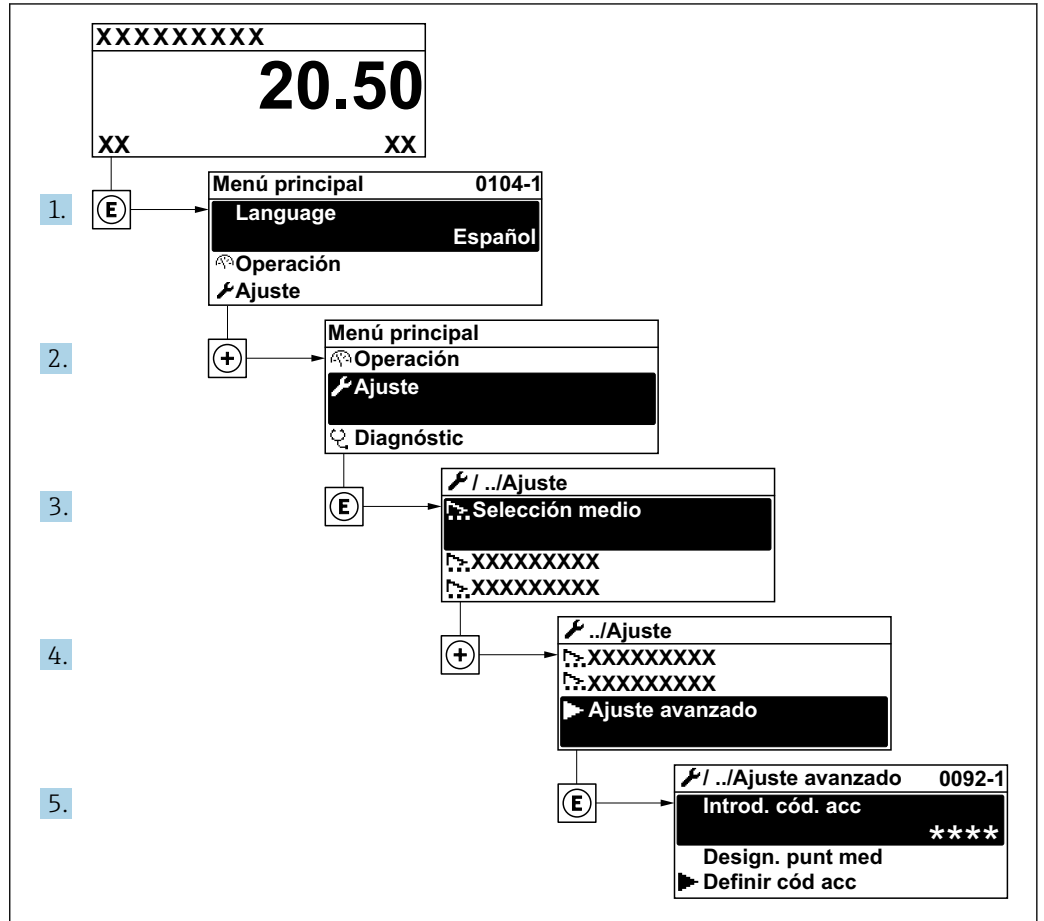 XXXXXXXXX
20.50
XX XX
1. E
Menú principal 0104-1
Language
Español
Operación
Ajuste
2. +
Menú principal
Operación
Ajuste
Diagnóstic
3. E
/ ../Ajuste
Selección medio
XXXXXXXXX
XXXXXXXXX
4. +
../Ajuste
XXXXXXXXX
XXXXXXXXX
Ajuste avanzado
5. E
/ ../Ajuste avanzado 0092-1
Introd. cód. acc
****
Design. punt med
Definir cód acc